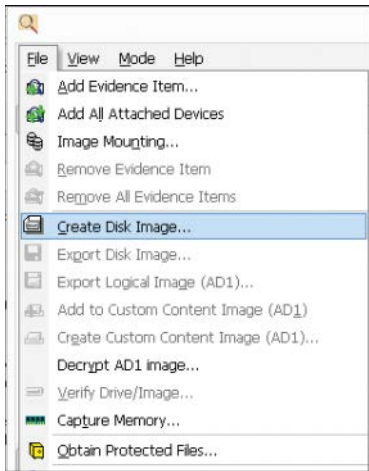 File View Mode Help
Add Evidence Item...
Add All Attached Devices
Image Mounting...
Remove Evidence Item
Remove All Evidence Items
Create Disk Image...
Export Disk Image...
Export Logical Image (AD1)...
Add to Custom Content Image (AD1)
Create Custom Content Image (AD1)...
Decrypt AD1 image...
Verify Drive/Image...
Capture Memory...
Obtain Protected Files...